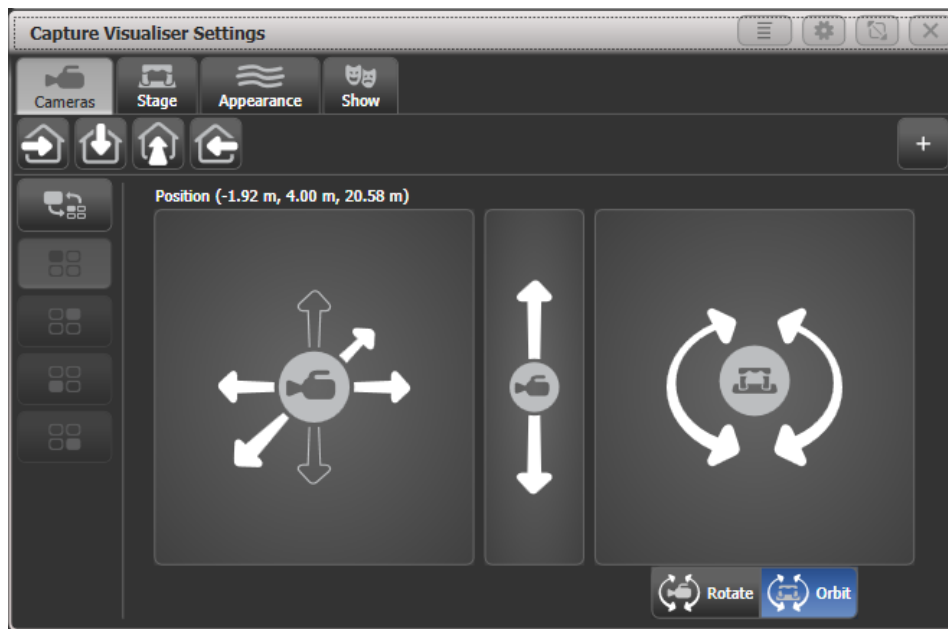 Capture Visualiser Settings
Cameras Stage Appearance Show
+
Position (-1.92 m, 4.00 m, 20.58 m)
Rotate Orbit